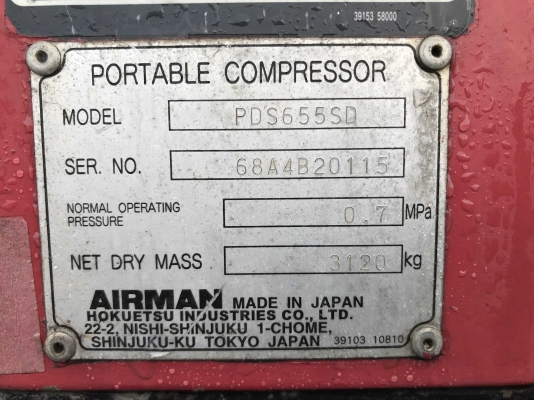 39153 58000
PORTABLE COMPRESSOR
MODEL PDS655SD
SER. NO. 68A4B20115
NORMAL OPERATING PRESSURE 0.7 MPa
NET DRY MASS 3120 kg
AIRMAN MADE IN JAPAN
HOKUETSU INDUSTRIES CO., LTD.
22-2, NISHI-SHINJUKU 1-CHOME,
SHINJUKU-KU TOKYO JAPAN 39103 10810